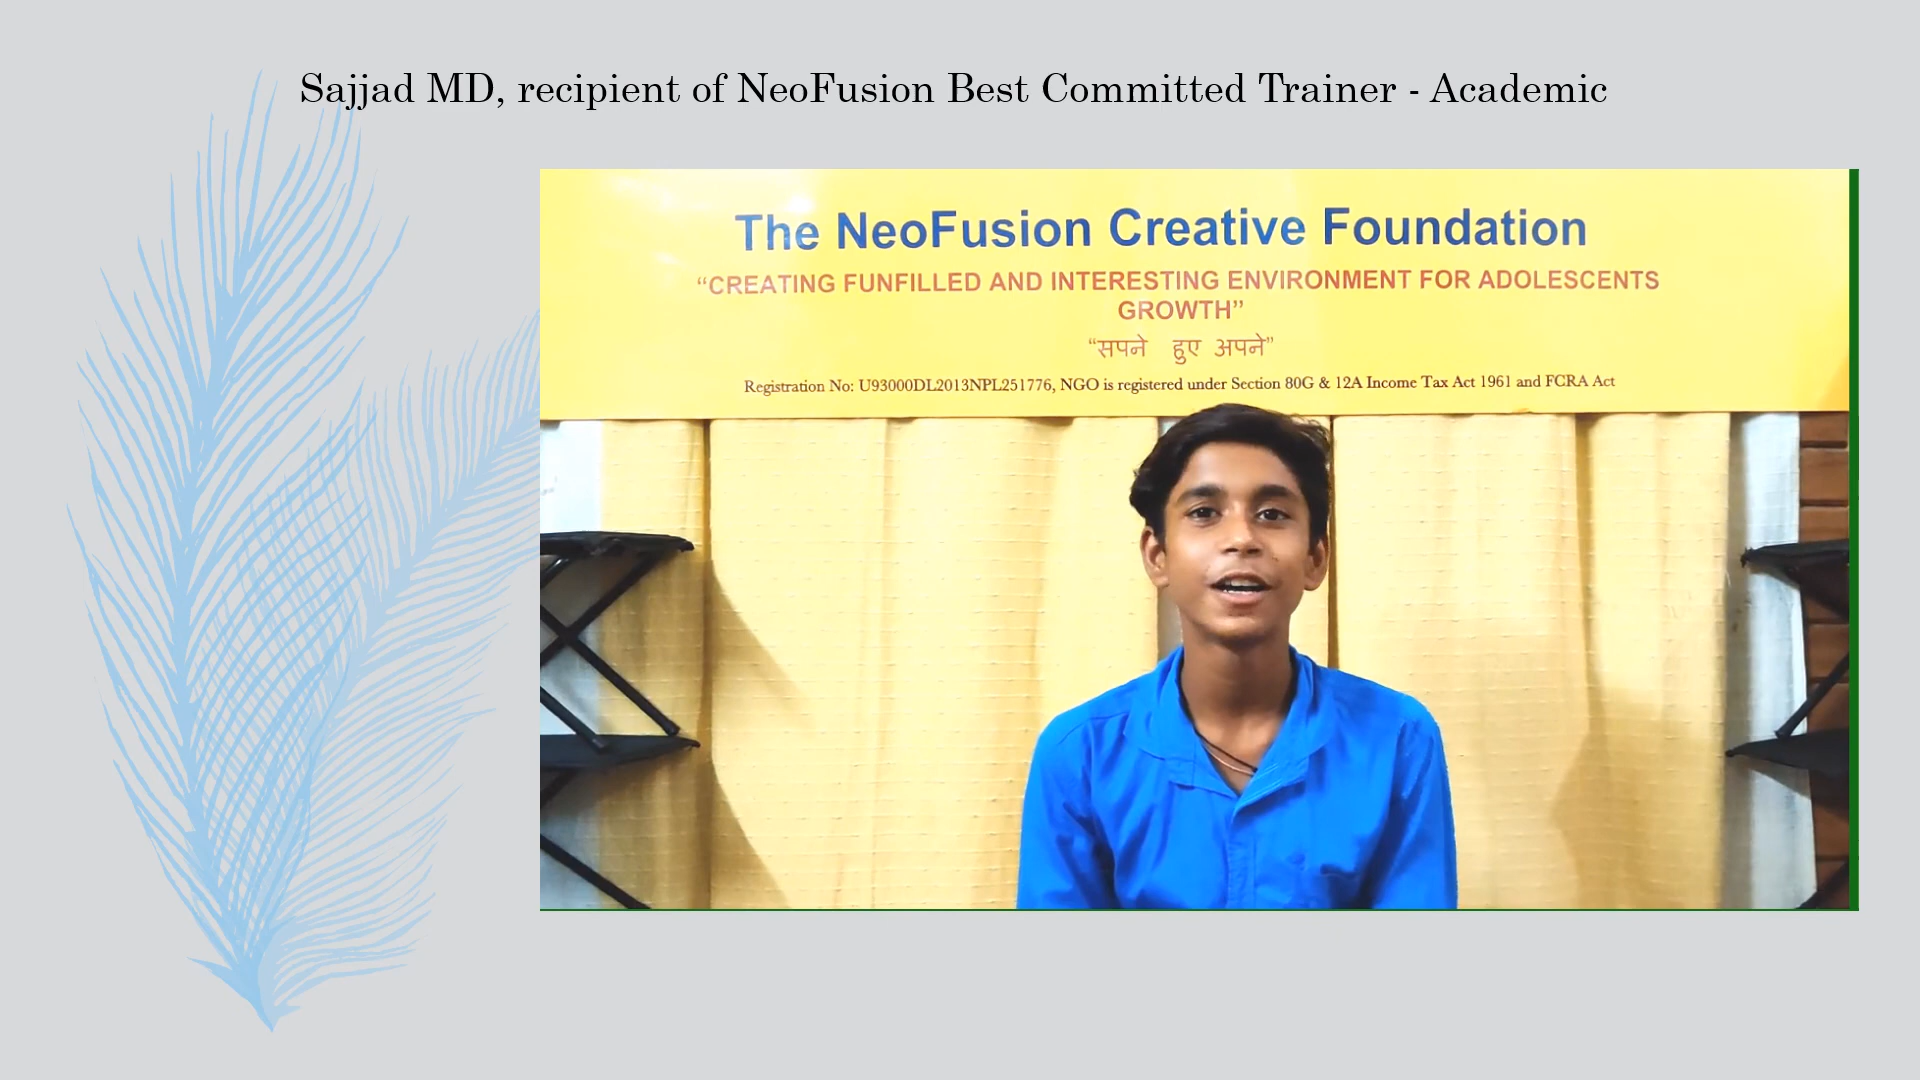 Sajjad MD, recipient of NeoFusion Best Committed Trainer - Academic
The NeoFusion Creative Foundation
“CREATING FUNFILLED AND INTERESTING ENVIRONMENT FOR ADOLESCENTS
GROWTH”
“सपने हुए अपने”
Registration No: U93000DL2013NPL251776, NGO is registered under Section 80G & 12A Income Tax Act 1961 and FCRA Act